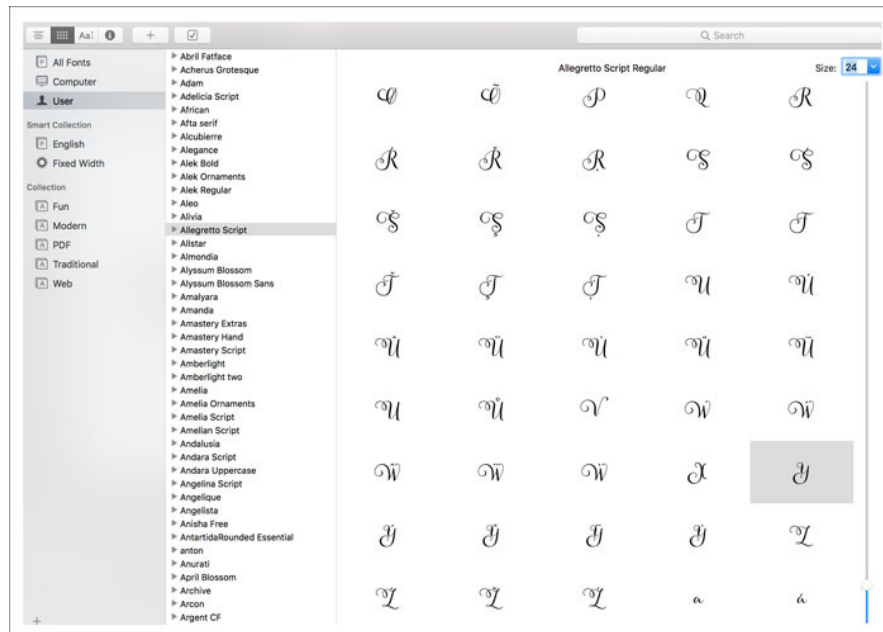 AaI
Search
All Fonts
Computer
User
Smart Collection
English
Fixed Width
Collection
Fun
Modern
PDF
Traditional
Web
Abril Fatface
Acherus Grotesque
Adam
Adelicia Script
African
Afta serif
Alcubierre
Alegance
Alek Bold
Alek Ornaments
Alek Regular
Aleo
Alivia
Allegretto Script
Allstar
Almondia
Alyssum Blossom
Alyssum Blossom Sans
Amalyara
Amanda
Amastery Extras
Amastery Hand
Amastery Script
Amberlight
Amberlight two
Amelia
Amelia Ornaments
Amelia Script
Amelian Script
Andalusia
Andara Script
Andara Uppercase
Angelina Script
Angelique
Angelista
Anisha Free
AntartidaRounded Essential
anton
Anurati
April Blossom
Archive
Arcon
Argent CF
Allegretto Script Regular
Size: 24
Ø Õ P Q R
Ŕ Ř Ŗ S Ś
Š Ş Ș T
Ť Ţ Ț U Ú
Ů V W
X Y
Z
a á